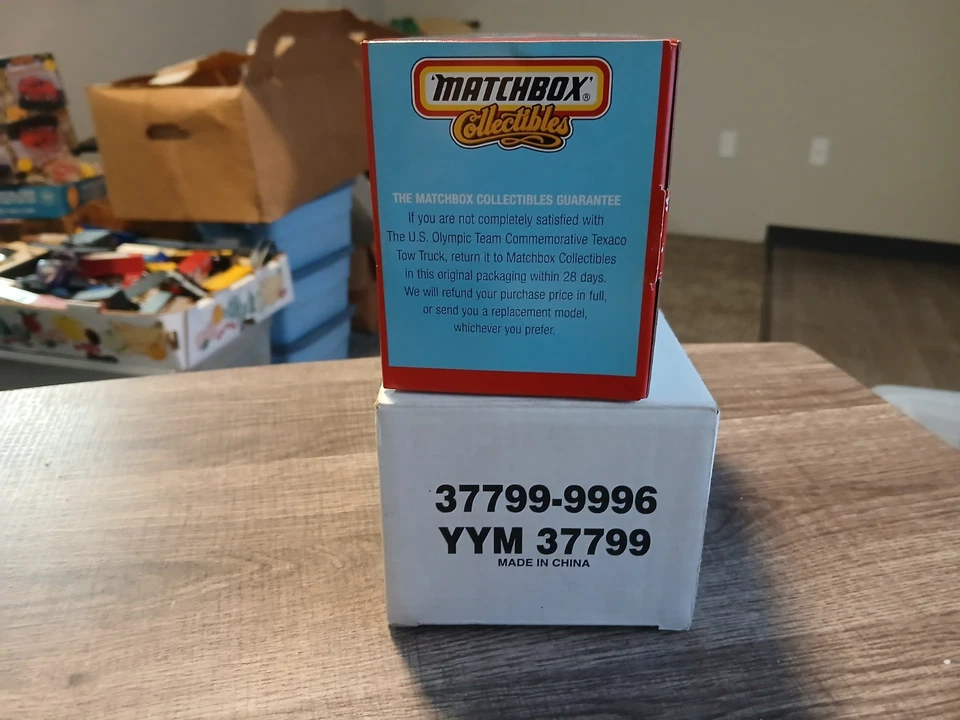 'MATCHBOX'®
Collectibles
THE MATCHBOX COLLECTIBLES GUARANTEE
If you are not completely satisfied with
The U.S. Olympic Team Commemorative Texaco
Tow Truck, return it to Matchbox Collectibles
in this original packaging within 28 days.
We will refund your purchase price in full,
or send you a replacement model,
whichever you prefer.
37799-9996
YYM 37799
MADE IN CHINA